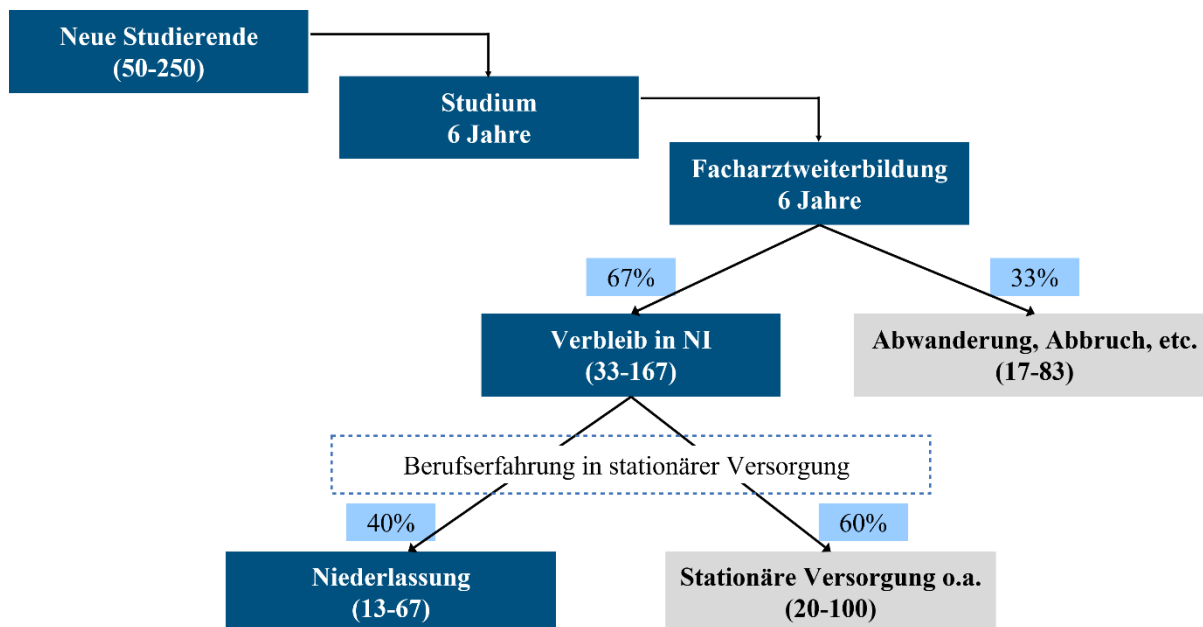 Neue Studierende
(50-250)
Studium
6 Jahre
Facharztweiterbildung
6 Jahre
67%
33%
Verbleib in NI
(33-167)
Abwanderung, Abbruch, etc.
(17-83)
Berufserfahrung in stationärer Versorgung
40%
60%
Niederlassung
(13-67)
Stationäre Versorgung o.a.
(20-100)